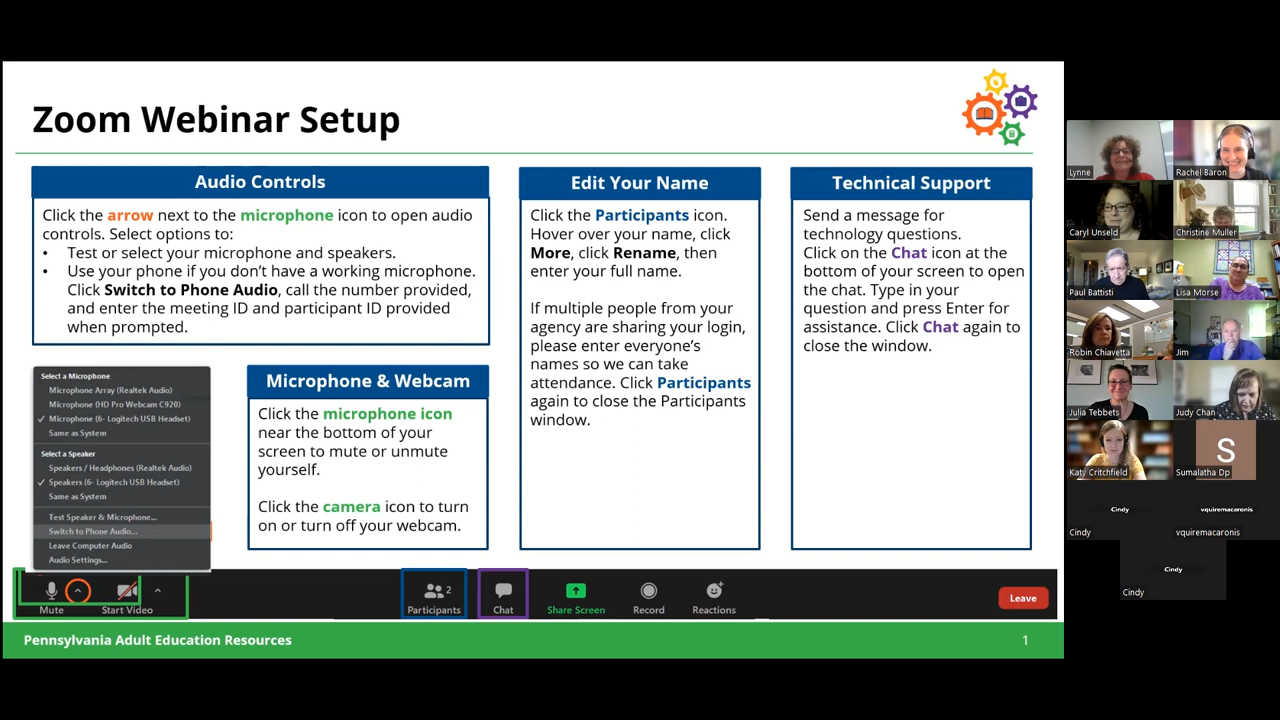 Zoom Webinar Setup
Audio Controls
Click the arrow next to the microphone icon to open audio
controls. Select options to:
• Test or select your microphone and speakers.
• Use your phone if you don't have a working microphone.
Click Switch to Phone Audio, call the number provided,
and enter the meeting ID and participant ID provided
when prompted.
Select a Microphone
Microphone Array (Realtek Audio)
Microphone (HD Pro Webcam C920)
✓ Microphone (6- Logitech USB Headset)
Same as System
Select a Speaker
Speakers / Headphones (Realtek Audio)
✓ Speakers (6- Logitech USB Headset)
Same as System
Test Speaker & Microphone...
Switch to Phone Audio...
Leave Computer Audio
Audio Settings...
Microphone & Webcam
Click the microphone icon
near the bottom of your
screen to mute or unmute
yourself.
Click the camera icon to turn
on or turn off your webcam.
Edit Your Name
Click the Participants icon.
Hover over your name, click
More, click Rename, then
enter your full name.
If multiple people from your
agency are sharing your login,
please enter everyone's
names so we can take
attendance. Click Participants
again to close the Participants
window.
Technical Support
Send a message for
technology questions.
Click on the Chat icon at the
bottom of your screen to open
the chat. Type in your
question and press Enter for
assistance. Click Chat again to
close the window.
Mute
Start Video
2
Participants
Chat
Share Screen
Record
Reactions
Leave
Pennsylvania Adult Education Resources
1
Lynne
Rachel Baron
Caryl Unseld
Christine Muller
Paul Battisti
Lisa Morse
Robin Chiavetta
Jim
Julia Tebbets
Judy Chan
Katy Critchfield
S
Sumalatha Dp
Cindy
vquiremacaronis
Cindy
vquiremacaronis
Cindy
Cindy